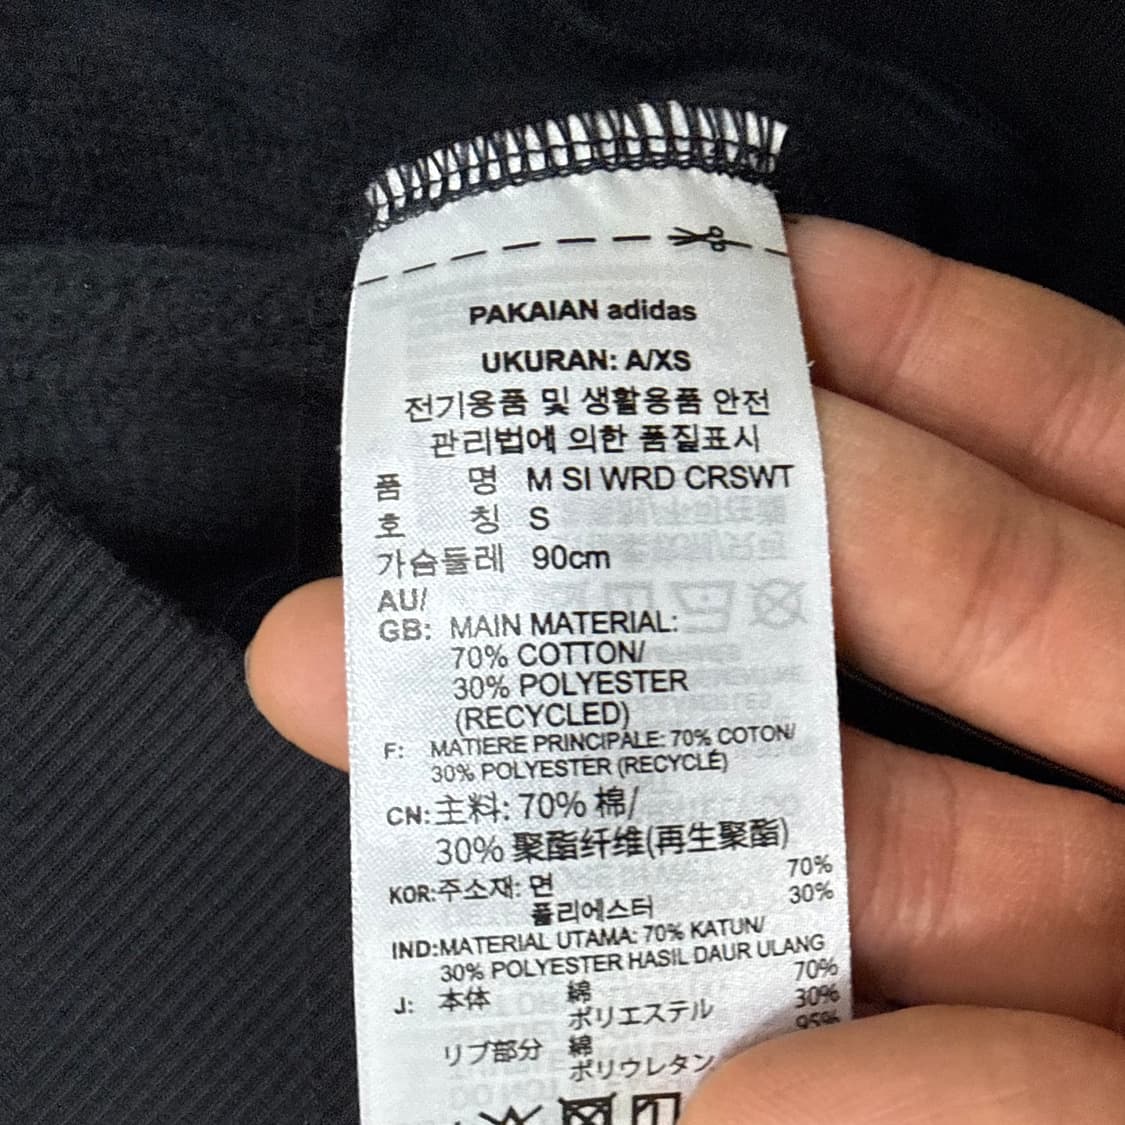 PAKAIAN adidas
UKURAN: A/XS
전기용품 및 생활용품 안전
관리법에 의한 품질표시
품 명 M SI WRD CRSWT
호 칭 S
가슴둘레 90cm
AU/
GB: MAIN MATERIAL:
70% COTTON/
30% POLYESTER
(RECYCLED)
F: MATIERE PRINCIPALE: 70% COTON/
30% POLYESTER (RECYCLÉ)
CN: 主料: 70% 棉/
30% 聚酯纤维(再生聚酯)
KOR: 주소재: 면 70%
폴리에스터 30%
IND: MATERIAL UTAMA: 70% KATUN/
30% POLYESTER HASIL DAUR ULANG
J: 本体 綿 70%
ポリエステル 30%
リブ部分 綿 95%
ポリウレタン